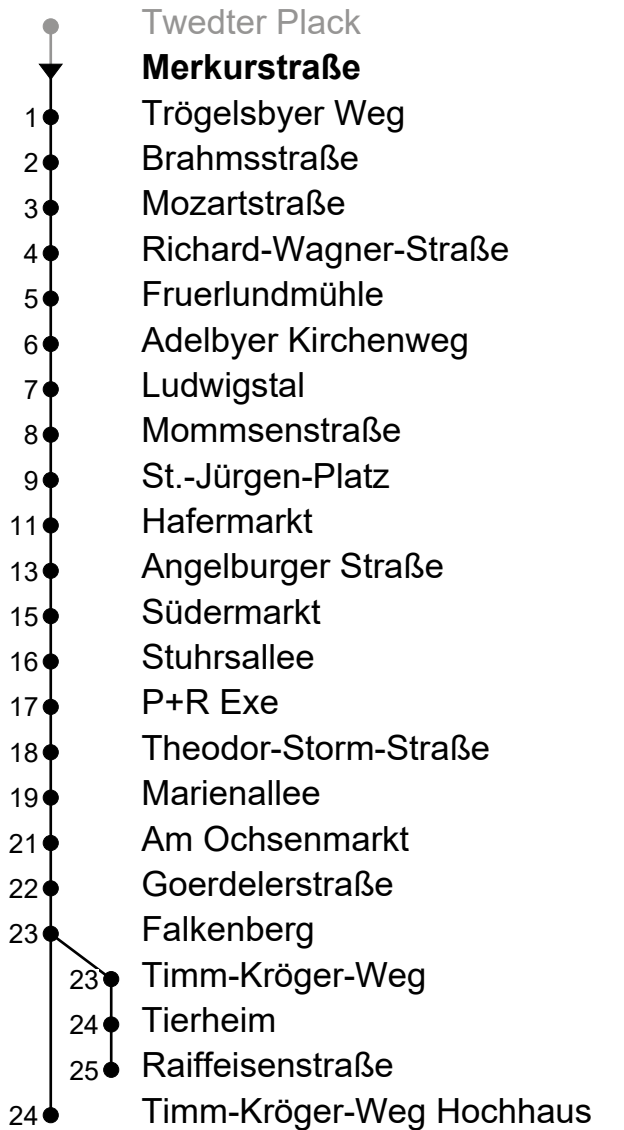 Twedter Plack
Merkurstraße
1 Trögelsbyer Weg
2 Brahmsstraße
3 Mozartstraße
4 Richard-Wagner-Straße
5 Fruerlundmühle
6 Adelbyer Kirchenweg
7 Ludwigstal
8 Mommsenstraße
9 St.-Jürgen-Platz
11 Hafermarkt
13 Angelburger Straße
15 Südermarkt
16 Stuhrsallee
17 P+R Exe
18 Theodor-Storm-Straße
19 Marienallee
21 Am Ochsenmarkt
22 Goerdelerstraße
23 Falkenberg
23 Timm-Kröger-Weg
24 Tierheim
25 Raiffeisenstraße
24 Timm-Kröger-Weg Hochhaus